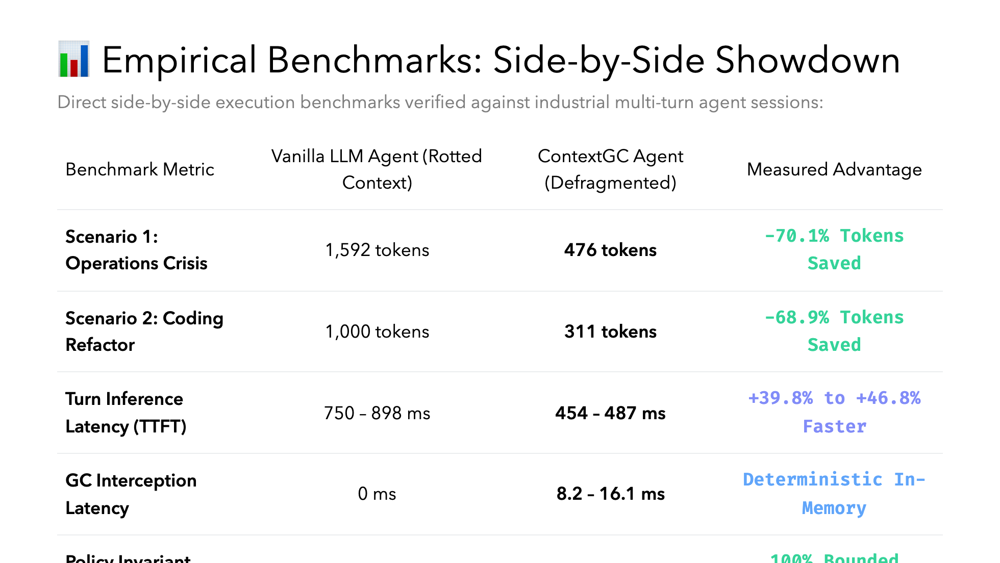 Empirical Benchmarks: Side-by-Side Showdown
Direct side-by-side execution benchmarks verified against industrial multi-turn agent sessions:
Benchmark Metric
Vanilla LLM Agent (Rotted
Context)
ContextGC Agent
(Defragmented)
Measured Advantage
Scenario 1:
Operations Crisis
1,592 tokens
476 tokens
-70.1% Tokens
Saved
Scenario 2: Coding
Refactor
1,000 tokens
311 tokens
-68.9% Tokens
Saved
Turn Inference
Latency (TTFT)
750 – 898 ms
454 – 487 ms
+39.8% to +46.8%
Faster
GC Interception
Latency
0 ms
8.2 – 16.1 ms
Deterministic In-
Memory
Policy Invariant
100% Bounded